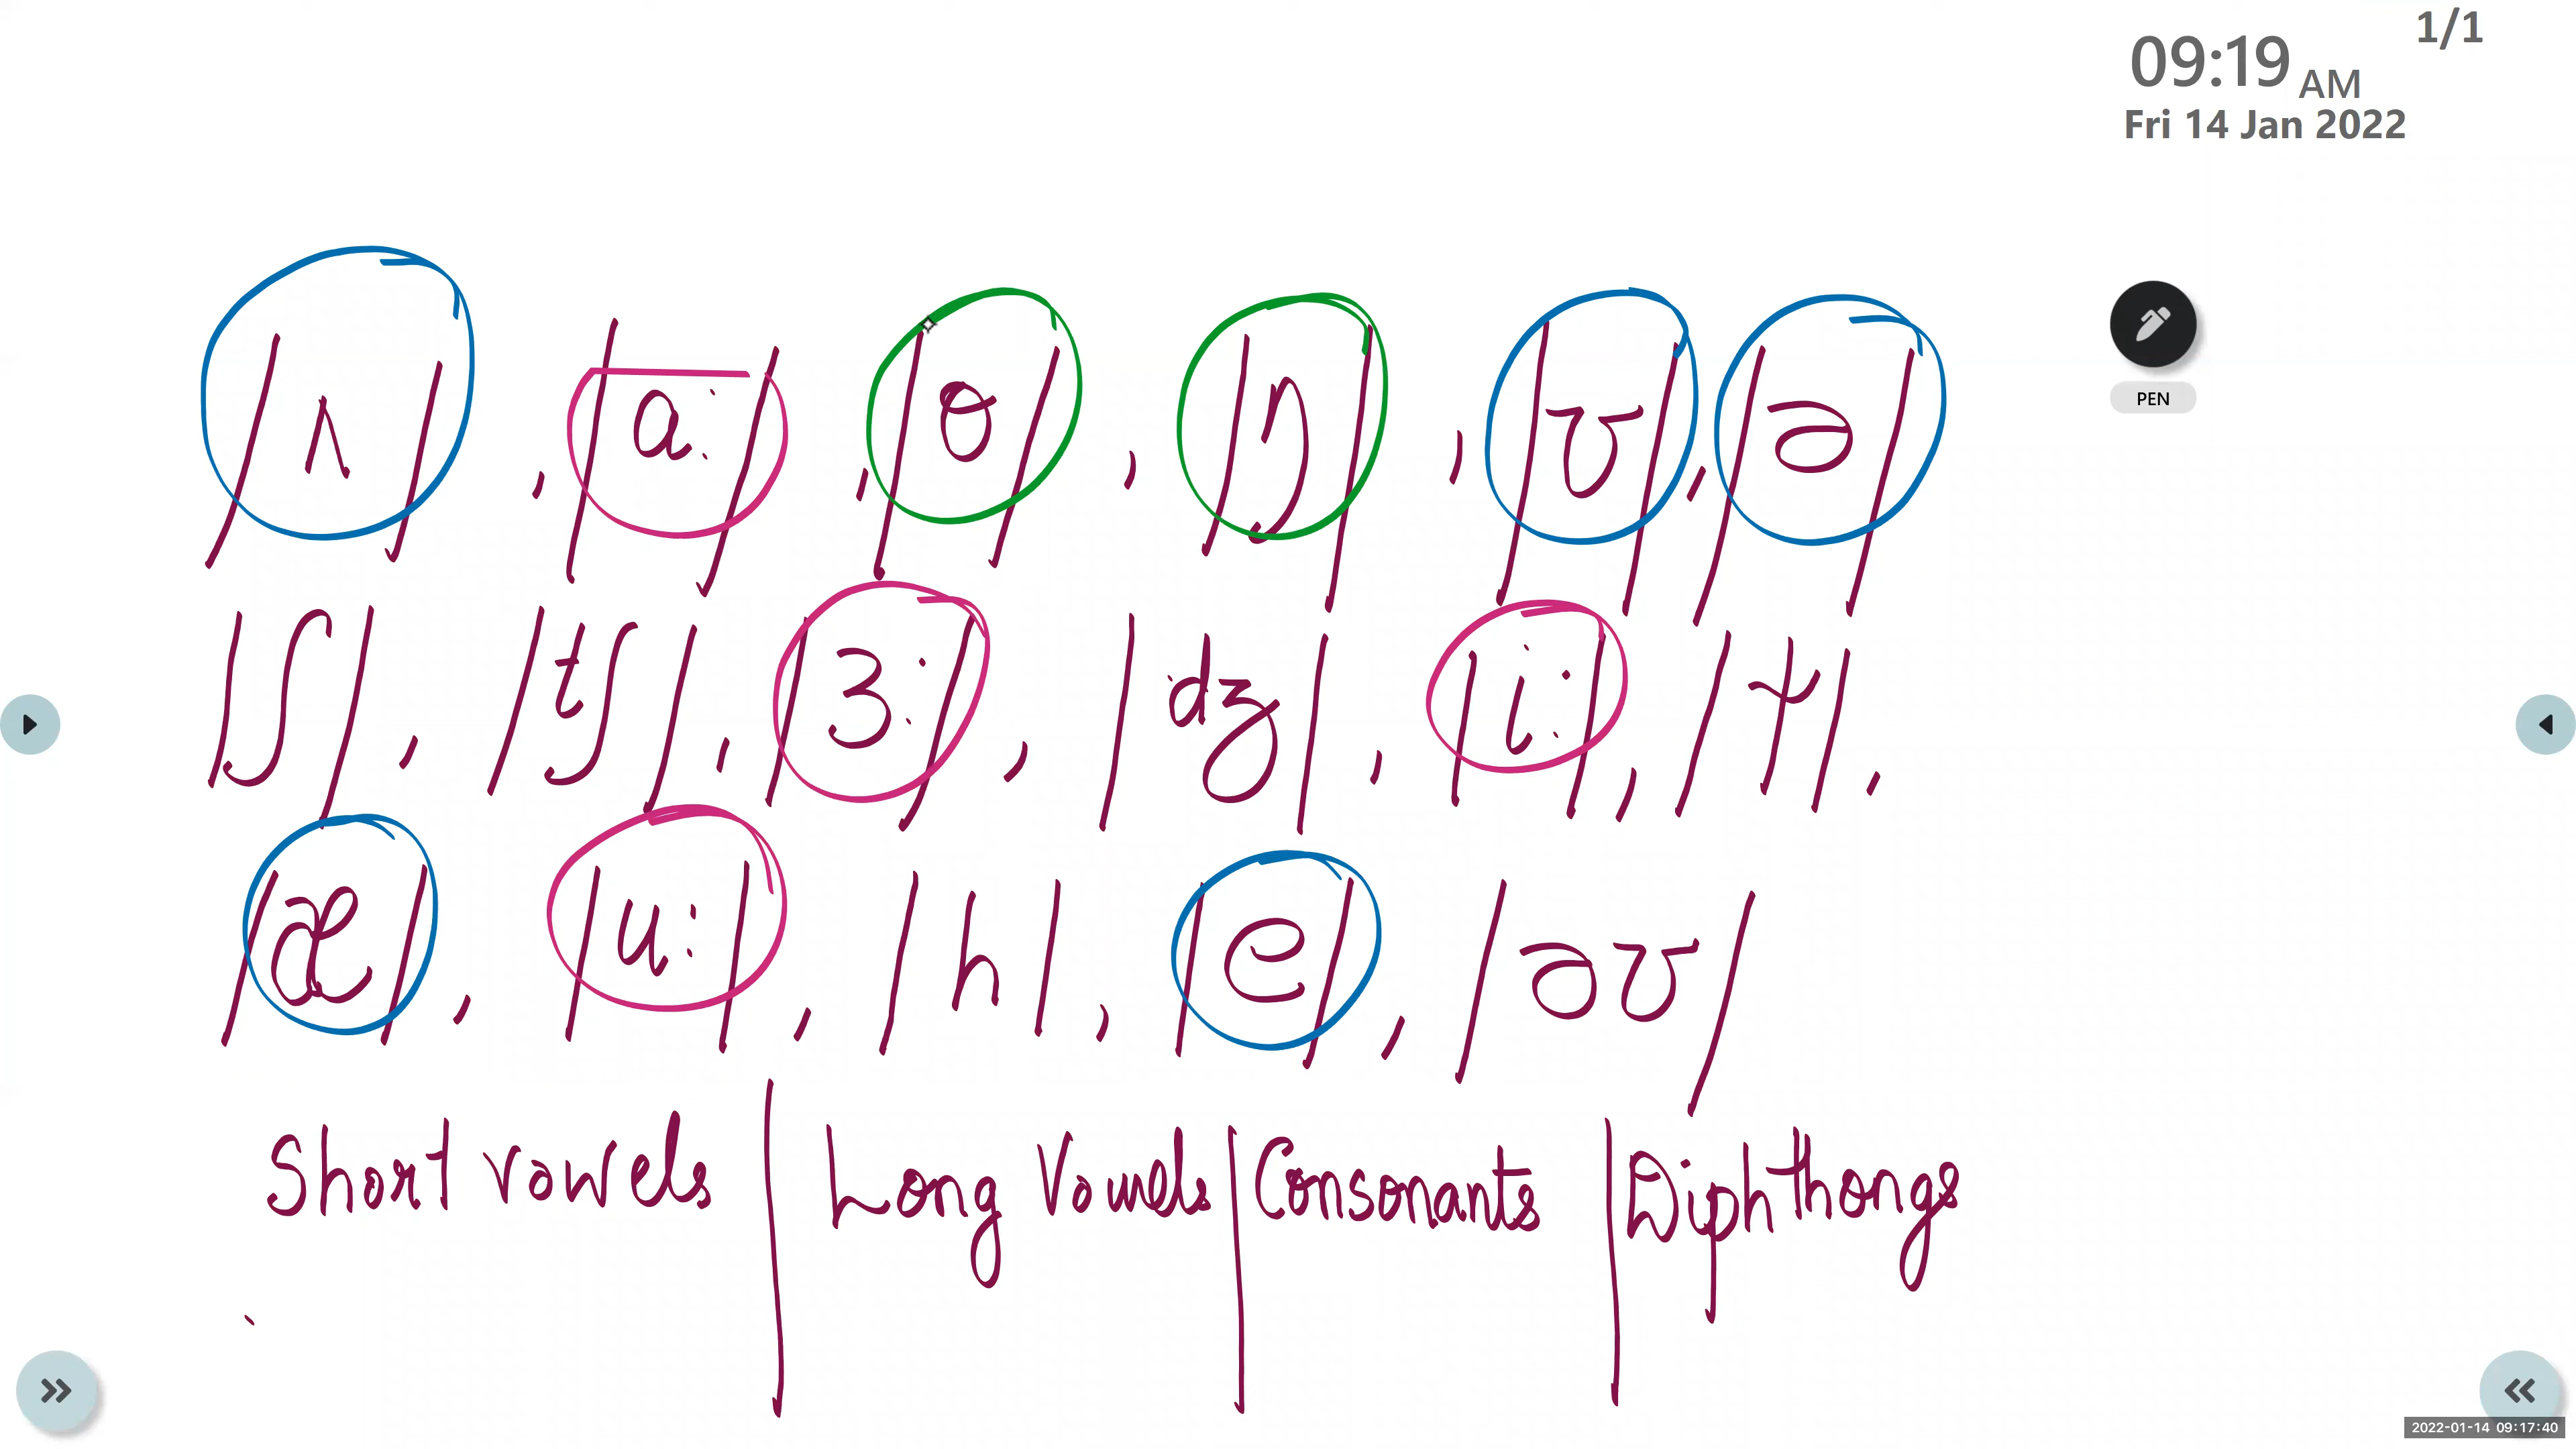 1/1
09:19 AM
Fri 14 Jan 2022
PEN
/ʌ/, /a:/, /θ/, /ŋ/, /ʊ/, /ə/
/ʃ/, /tʃ/, /3:/, /dʒ/, /i:/, /r/.
/æ/, /u:/, /h/, /e/, /əʊ/
Short vowels | Long Vowels | Consonants | Diphthongs
2022-01-14 09:17:40